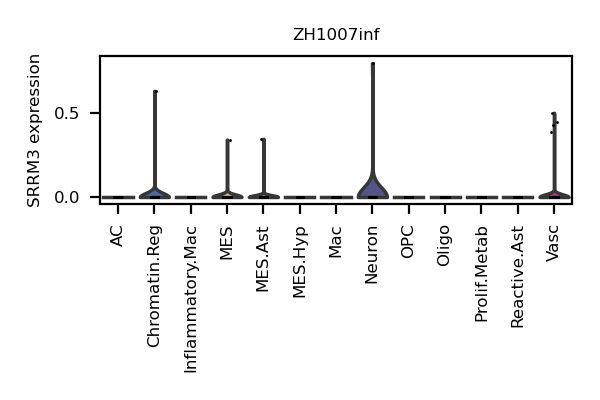 ZH1007inf
SRRM3 expression
0.5
0.0
AC
Chromatin.Reg
Inflammatory.Mac
MES
MES.Ast
MES.Hyp
Mac
Neuron
OPC
Oligo
Prolif.Metab
Reactive.Ast
Vasc